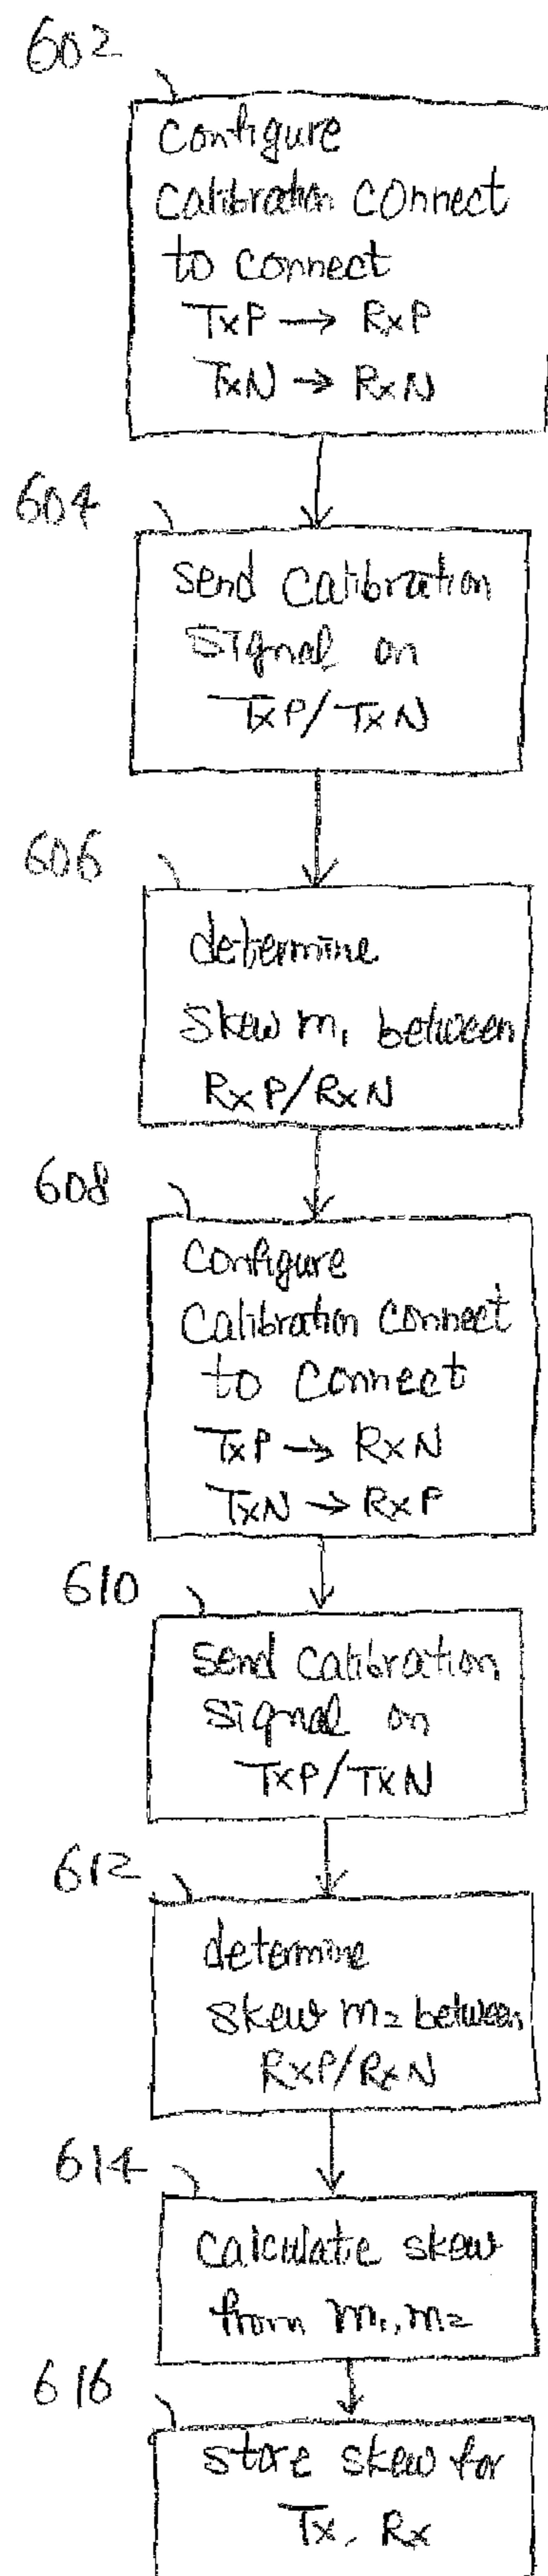 602
Configure
calibration connect
to connect
TxP → RxP
TxN → RxN
604
send calibration
signal on
TxP/TxN
606
determine
skew m₁ between
RxP/RxN
608
Configure
Calibration connect
to connect
TxP → RxN
TxN → RxP
610
send calibration
signal on
TxP/TxN
612
determine
skew m₂ between
RxP/RxN
614
calculate skew
from m₁, m₂
616
store skew for
Tx, Rx